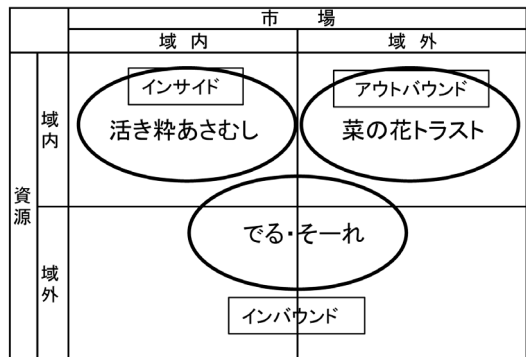 市 場
域 内
域 外
資源
域内
インサイド
活き粋あさむし
アウトバウンド
菜の花トラスト
でる・そーれ
域外
インバウンド